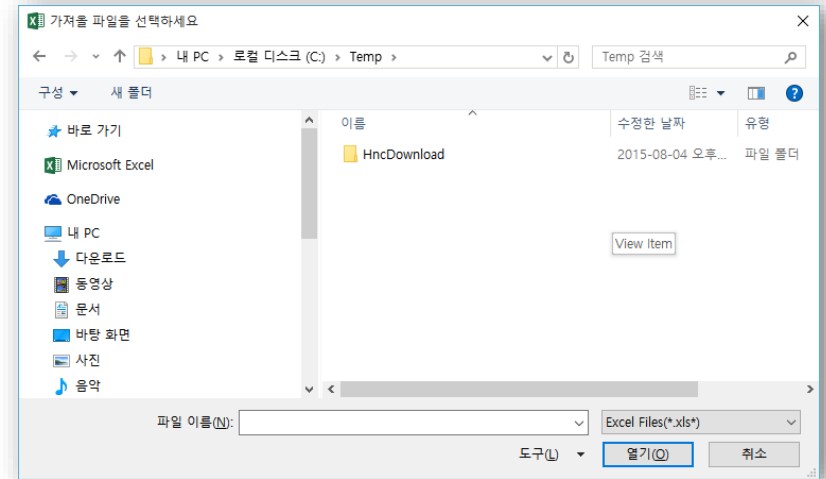 가져올 파일을 선택하세요
내 PC > 로컬 디스크 (C:) > Temp >
Temp 검색
구성
새 폴더
바로 가기
Microsoft Excel
OneDrive
내 PC
다운로드
동영상
문서
바탕 화면
사진
음악
이름 수정한 날짜 유형
HncDownload 2015-08-04 오후... 파일 폴더
View Item
파일 이름(N):
Excel Files(*.xls*)
도구(L) 열기(O) 취소